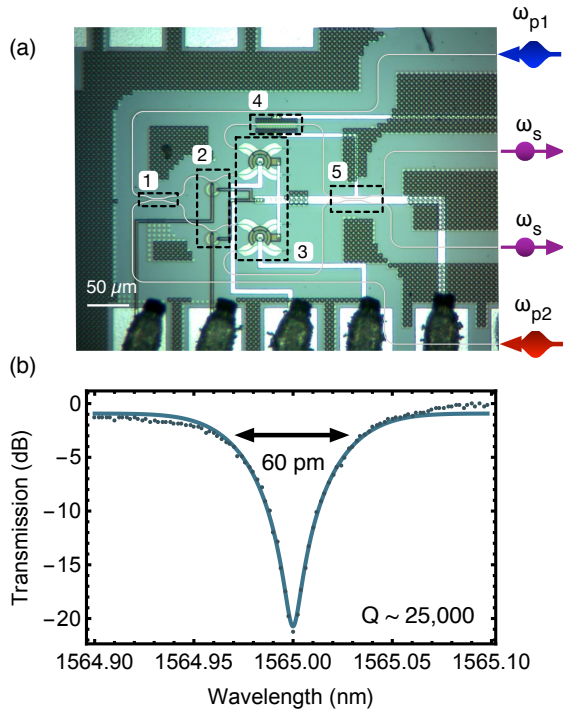 (a)
ω_p1
4
ω_s
2
5
1
ω_s
3
50 µm
ω_p2
(b)
0
−5
−10
−15
−20
Transmission (dB)
60 pm
Q ~ 25,000
1564.90 1564.95 1565.00 1565.05 1565.10
Wavelength (nm)